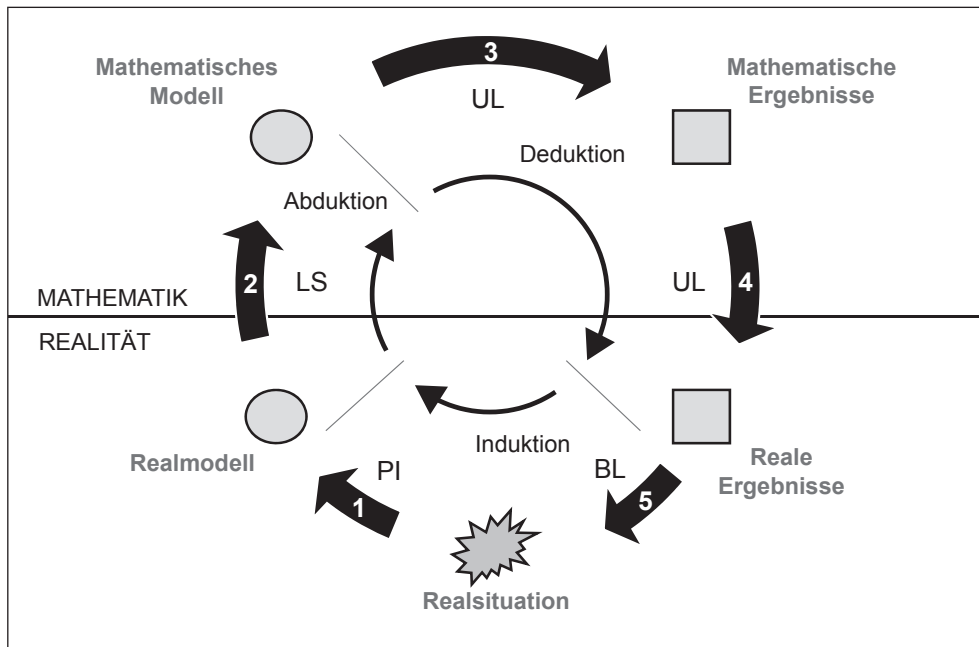 3
Mathematisches
Modell
Mathematische
Ergebnisse
UL
Deduktion
Abduktion
2
LS
UL
4
MATHEMATIK
REALITÄT
Induktion
Realmodell
PI
BL
Reale
Ergebnisse
1
5
Realsituation